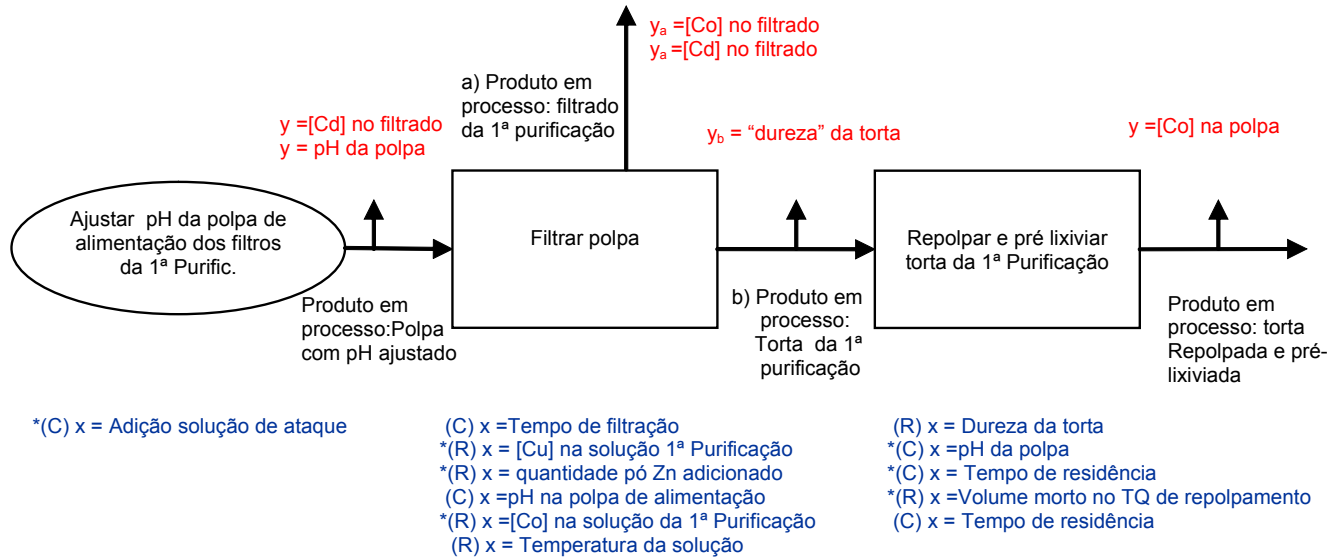 yₐ =[Co] no filtrado
yₐ =[Cd] no filtrado
a) Produto em
processo: filtrado
da 1ª purificação
y =[Cd] no filtrado
y = pH da polpa
y_b = “dureza” da torta
y =[Co] na polpa
Ajustar pH da polpa de
alimentação dos filtros
da 1ª Purific.
Filtrar polpa
Repolpar e pré lixiviar
torta da 1ª Purificação
Produto em
processo:Polpa
com pH ajustado
b) Produto em
processo:
Torta da 1ª
purificação
Produto em
processo: torta
Repolpada e pré-
lixiviada
*(C) x = Adição solução de ataque
(C) x =Tempo de filtração
*(R) x = [Cu] na solução 1ª Purificação
*(R) x = quantidade pó Zn adicionado
(C) x =pH na polpa de alimentação
*(R) x =[Co] na solução da 1ª Purificação
(R) x = Temperatura da solução
(R) x = Dureza da torta
*(C) x =pH da polpa
*(C) x = Tempo de residência
*(R) x =Volume morto no TQ de repolpamento
(C) x = Tempo de residência